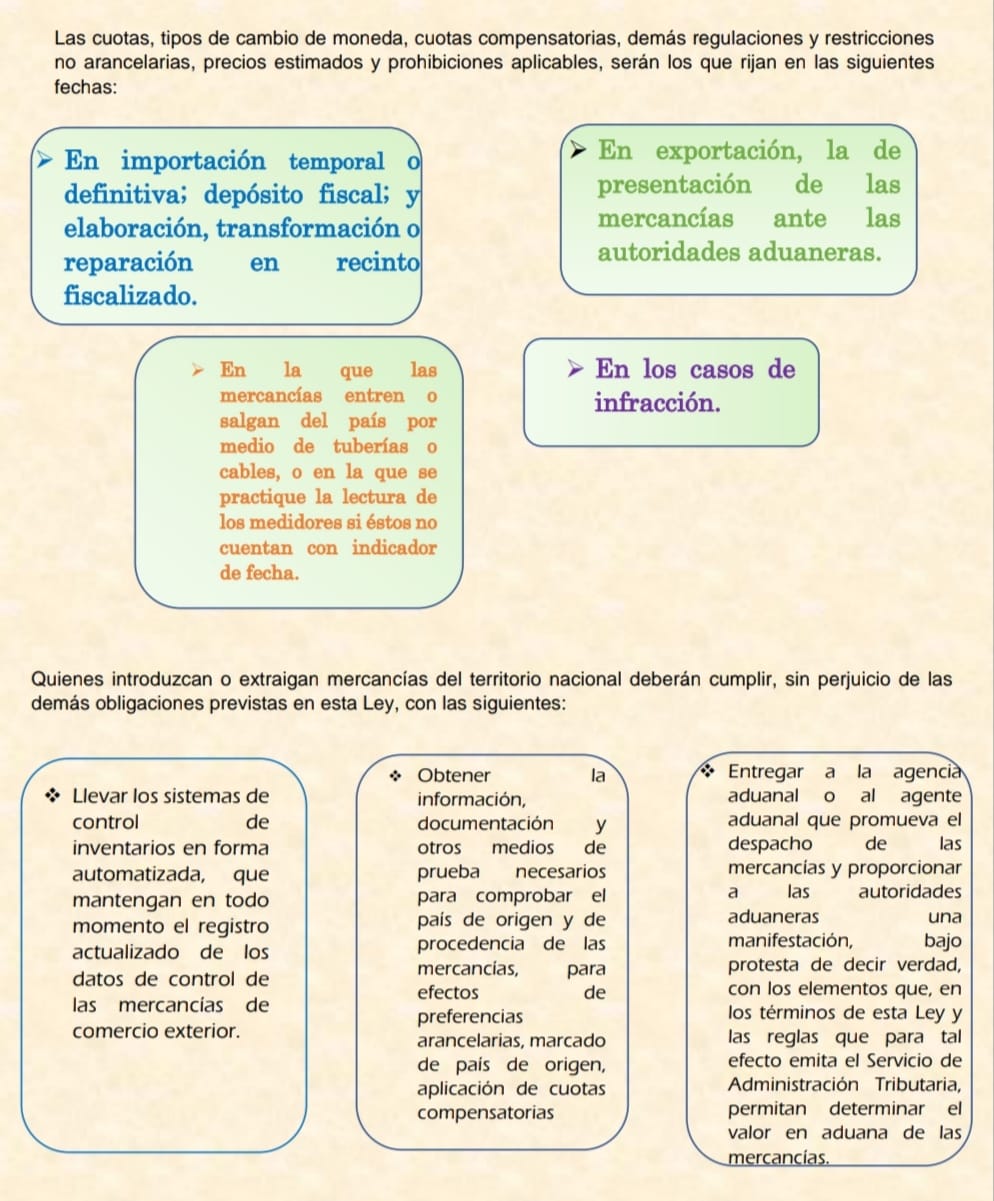 Las cuotas, tipos de cambio de moneda, cuotas compensatorias, demás regulaciones y restricciones
no arancelarias, precios estimados y prohibiciones aplicables, serán los que rijan en las siguientes
fechas:
➢ En importación temporal o
definitiva; depósito fiscal; y
elaboración, transformación o
reparación en recinto
fiscalizado.
➢ En exportación, la de
presentación de las
mercancías ante las
autoridades aduaneras.
➢ En la que las
mercancías entren o
salgan del país por
medio de tuberías o
cables, o en la que se
practique la lectura de
los medidores si éstos no
cuentan con indicador
de fecha.
➢ En los casos de
infracción.
Quienes introduzcan o extraigan mercancías del territorio nacional deberán cumplir, sin perjuicio de las
demás obligaciones previstas en esta Ley, con las siguientes:
❖ Llevar los sistemas de
control de
inventarios en forma
automatizada, que
mantengan en todo
momento el registro
actualizado de los
datos de control de
las mercancías de
comercio exterior.
❖ Obtener la
información,
documentación y
otros medios de
prueba necesarios
para comprobar el
país de origen y de
procedencia de las
mercancías, para
efectos de
preferencias
arancelarias, marcado
de país de origen,
aplicación de cuotas
compensatorias
❖ Entregar a la agencia
aduanal o al agente
aduanal que promueva el
despacho de las
mercancías y proporcionar
a las autoridades
aduaneras una
manifestación, bajo
protesta de decir verdad,
con los elementos que, en
los términos de esta Ley y
las reglas que para tal
efecto emita el Servicio de
Administración Tributaria,
permitan determinar el
valor en aduana de las
mercancías.